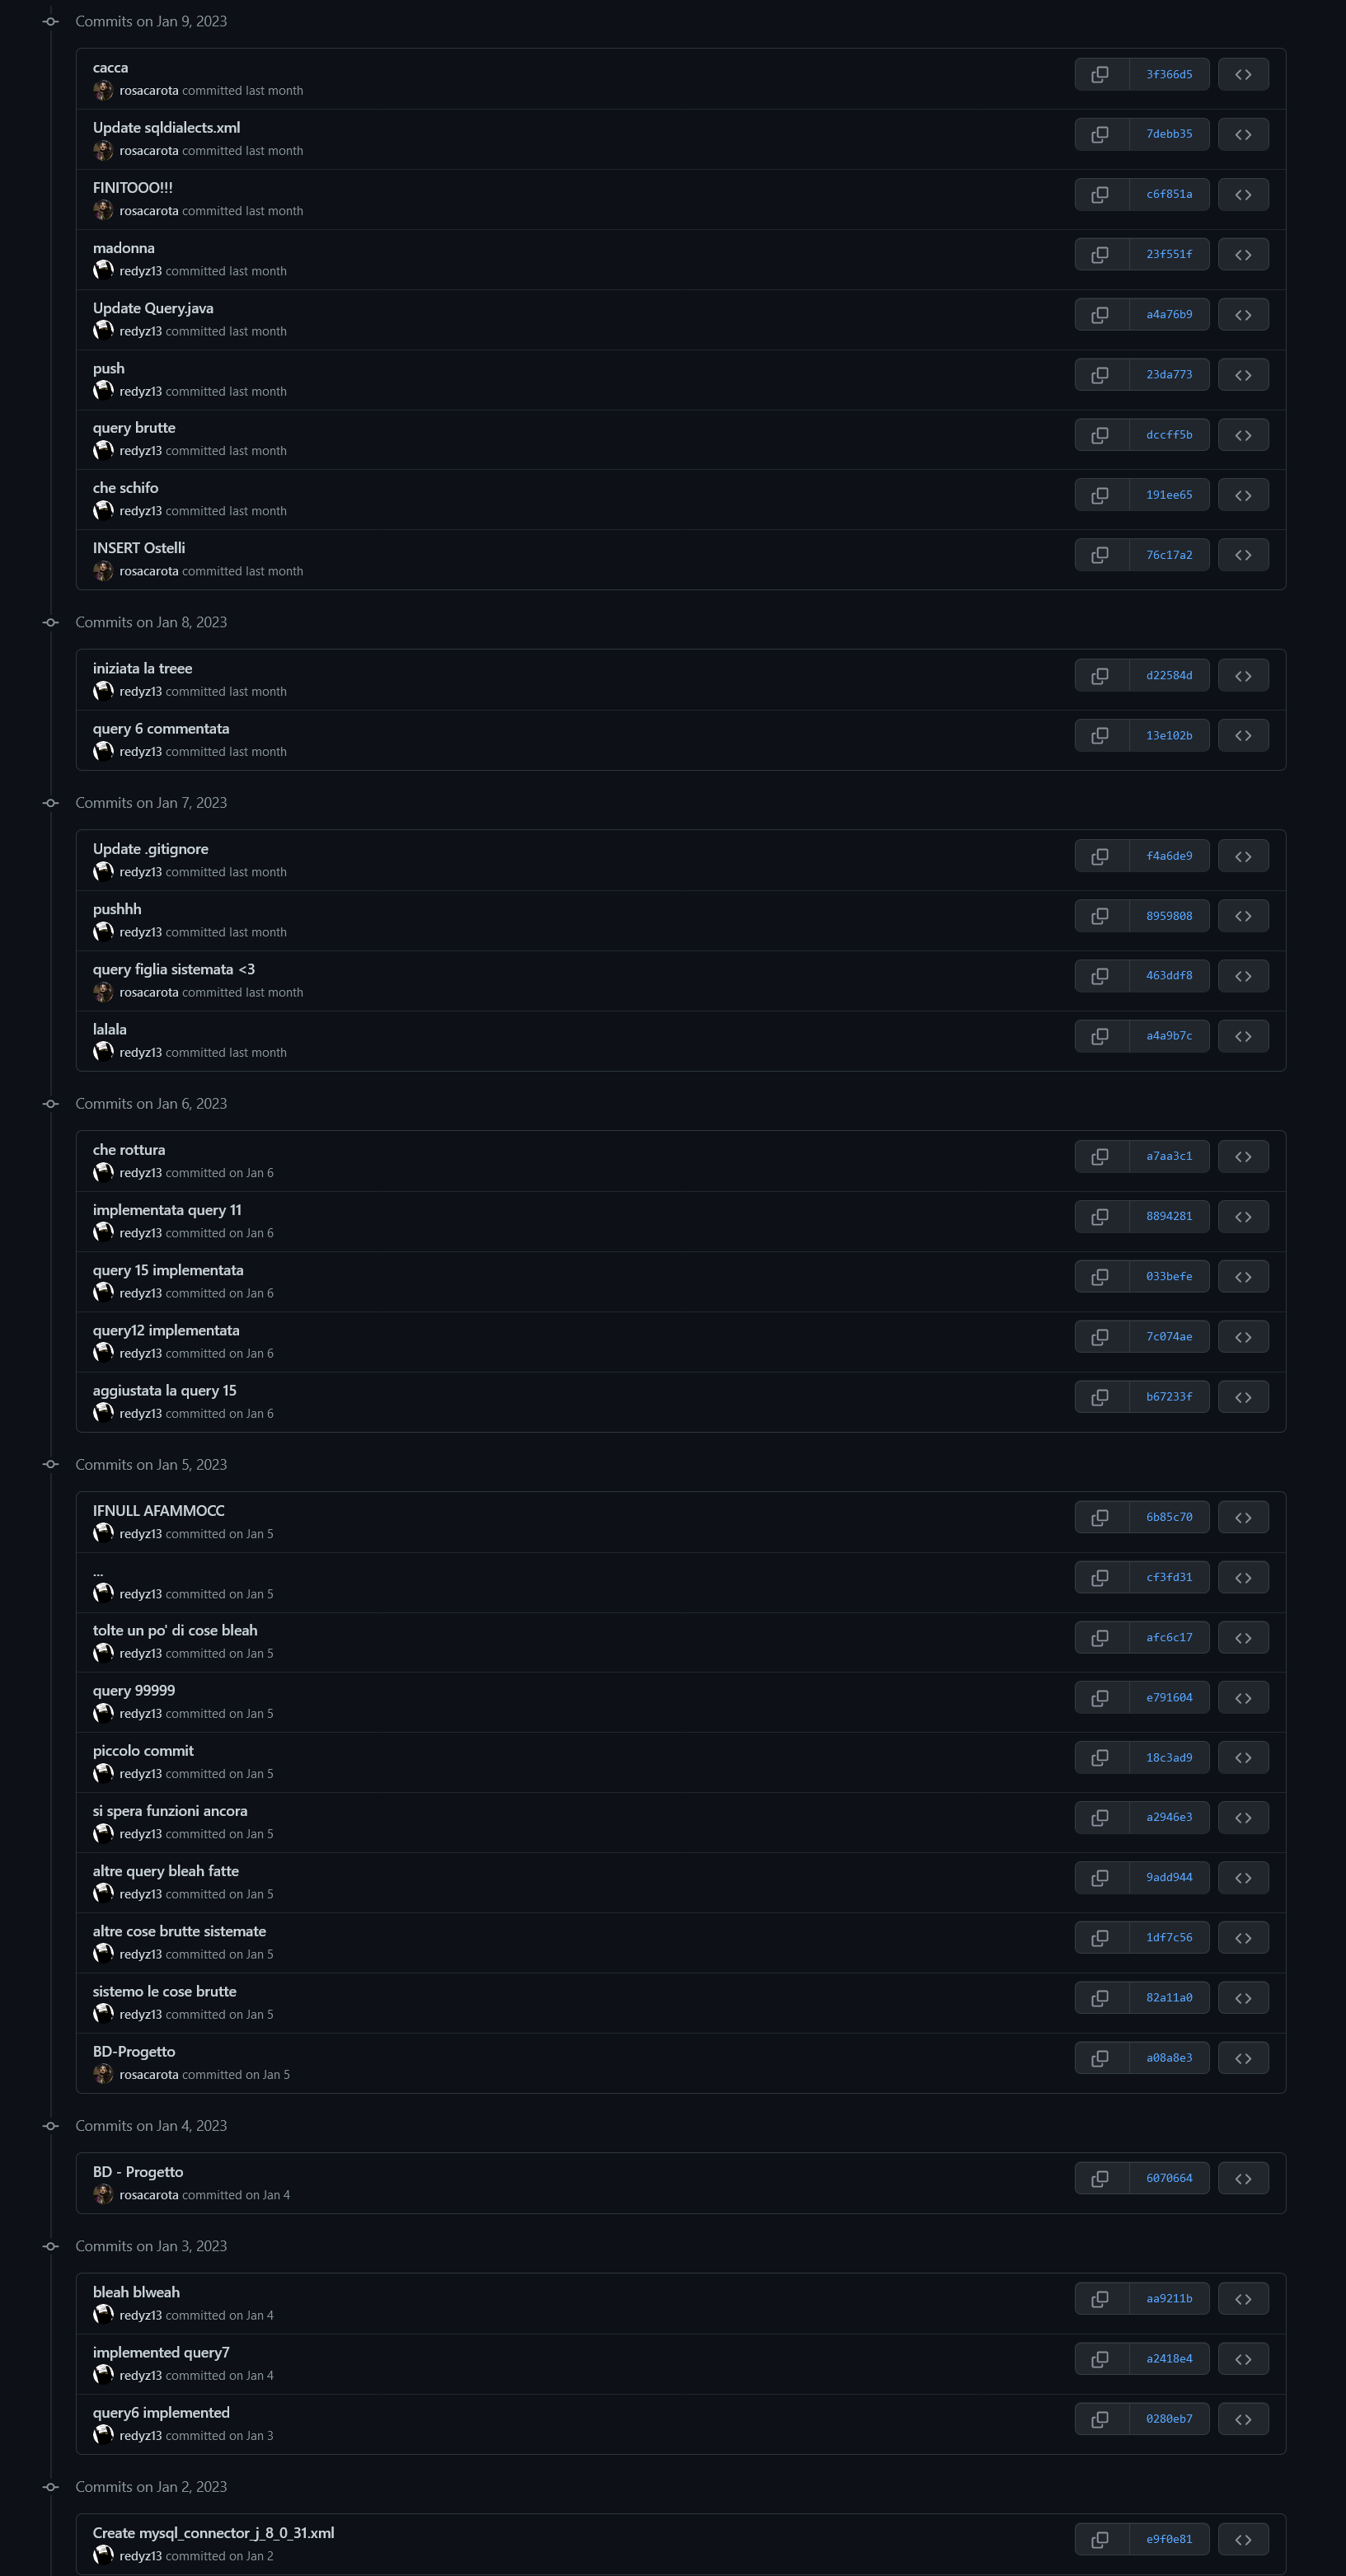 Commits on Jan 9, 2023
cacca
rosacarota committed last month
3f366d5
Update sqldialects.xml
rosacarota committed last month
7debb35
FINITOOO!!!
rosacarota committed last month
c6f851a
madonna
redyz13 committed last month
23f551f
Update Query.java
redyz13 committed last month
a4a76b9
push
redyz13 committed last month
23da773
query brutte
redyz13 committed last month
dccff5b
che schifo
redyz13 committed last month
191ee65
INSERT Ostelli
rosacarota committed last month
76c17a2
Commits on Jan 8, 2023
iniziata la treee
redyz13 committed last month
d22584d
query 6 commentata
redyz13 committed last month
13e102b
Commits on Jan 7, 2023
Update .gitignore
redyz13 committed last month
f4a6de9
pushhh
redyz13 committed last month
8959808
query figlia sistemata <3
rosacarota committed last month
463ddf8
lalala
redyz13 committed last month
a4a9b7c
Commits on Jan 6, 2023
che rottura
redyz13 committed on Jan 6
a7aa3c1
implementata query 11
redyz13 committed on Jan 6
8894281
query 15 implementata
redyz13 committed on Jan 6
033befe
query12 implementata
redyz13 committed on Jan 6
7c074ae
aggiustata la query 15
redyz13 committed on Jan 6
b67233f
Commits on Jan 5, 2023
IFNULL AFAMMOCC
redyz13 committed on Jan 5
6b85c70
...
redyz13 committed on Jan 5
cf3fd31
tolte un po' di cose bleah
redyz13 committed on Jan 5
afc6c17
query 99999
redyz13 committed on Jan 5
e791604
piccolo commit
redyz13 committed on Jan 5
18c3ad9
si spera funzioni ancora
redyz13 committed on Jan 5
a2946e3
altre query bleah fatte
redyz13 committed on Jan 5
9add944
altre cose brutte sistemate
redyz13 committed on Jan 5
1df7c56
sistemo le cose brutte
redyz13 committed on Jan 5
82a11a0
BD-Progetto
rosacarota committed on Jan 5
a08a8e3
Commits on Jan 4, 2023
BD - Progetto
rosacarota committed on Jan 4
6070664
Commits on Jan 3, 2023
bleah blweah
redyz13 committed on Jan 4
aa9211b
implemented query7
redyz13 committed on Jan 4
a2418e4
query6 implemented
redyz13 committed on Jan 3
0280eb7
Commits on Jan 2, 2023
Create mysql_connector_j_8_0_31.xml
redyz13 committed on Jan 2
e9f0e81